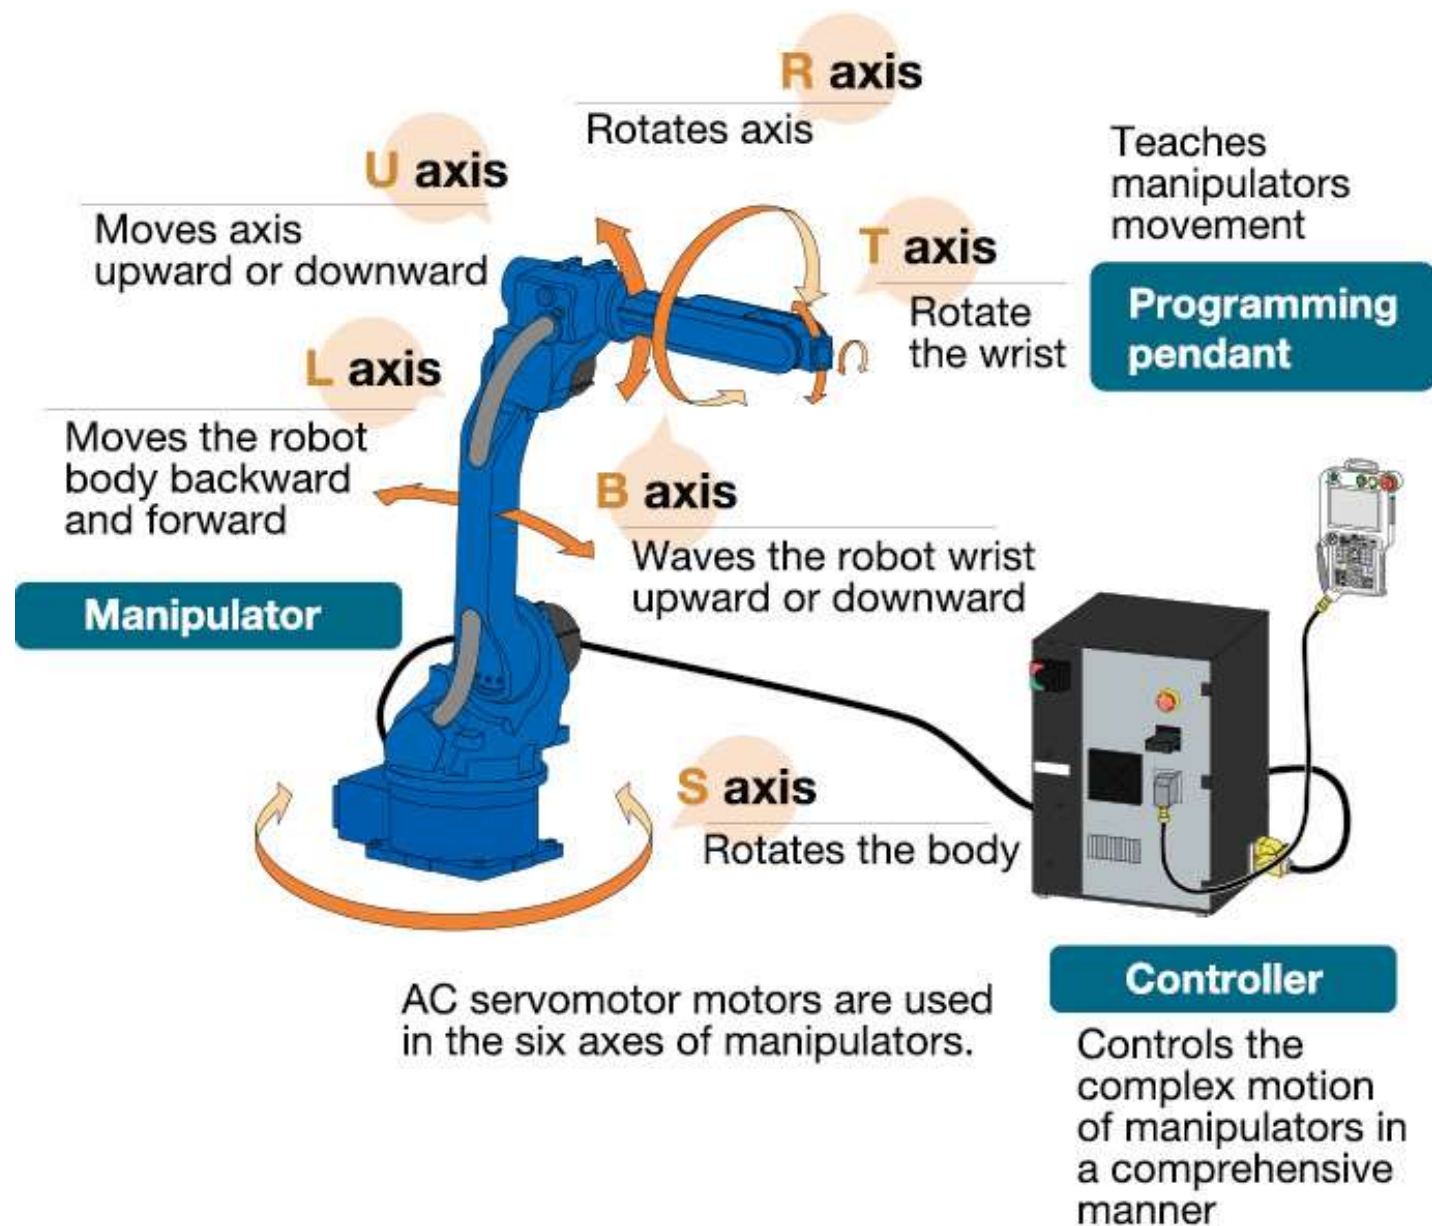 R axis
Rotates axis
U axis
Moves axis
upward or downward
T axis
Rotate
the wrist
Teaches
manipulators
movement
Programming
pendant
L axis
Moves the robot
body backward
and forward
B axis
Waves the robot wrist
upward or downward
Manipulator
S axis
Rotates the body
AC servomotor motors are used
in the six axes of manipulators.
Controller
Controls the
complex motion
of manipulators in
a comprehensive
manner